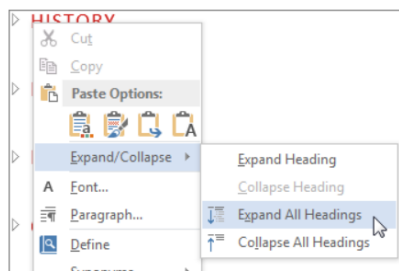 HISTORY
Cut
Copy
Paste Options:
Expand/Collapse
Expand Heading
Collapse Heading
A Font...
Expand All Headings
Paragraph...
Collapse All Headings
Define
Synonyms